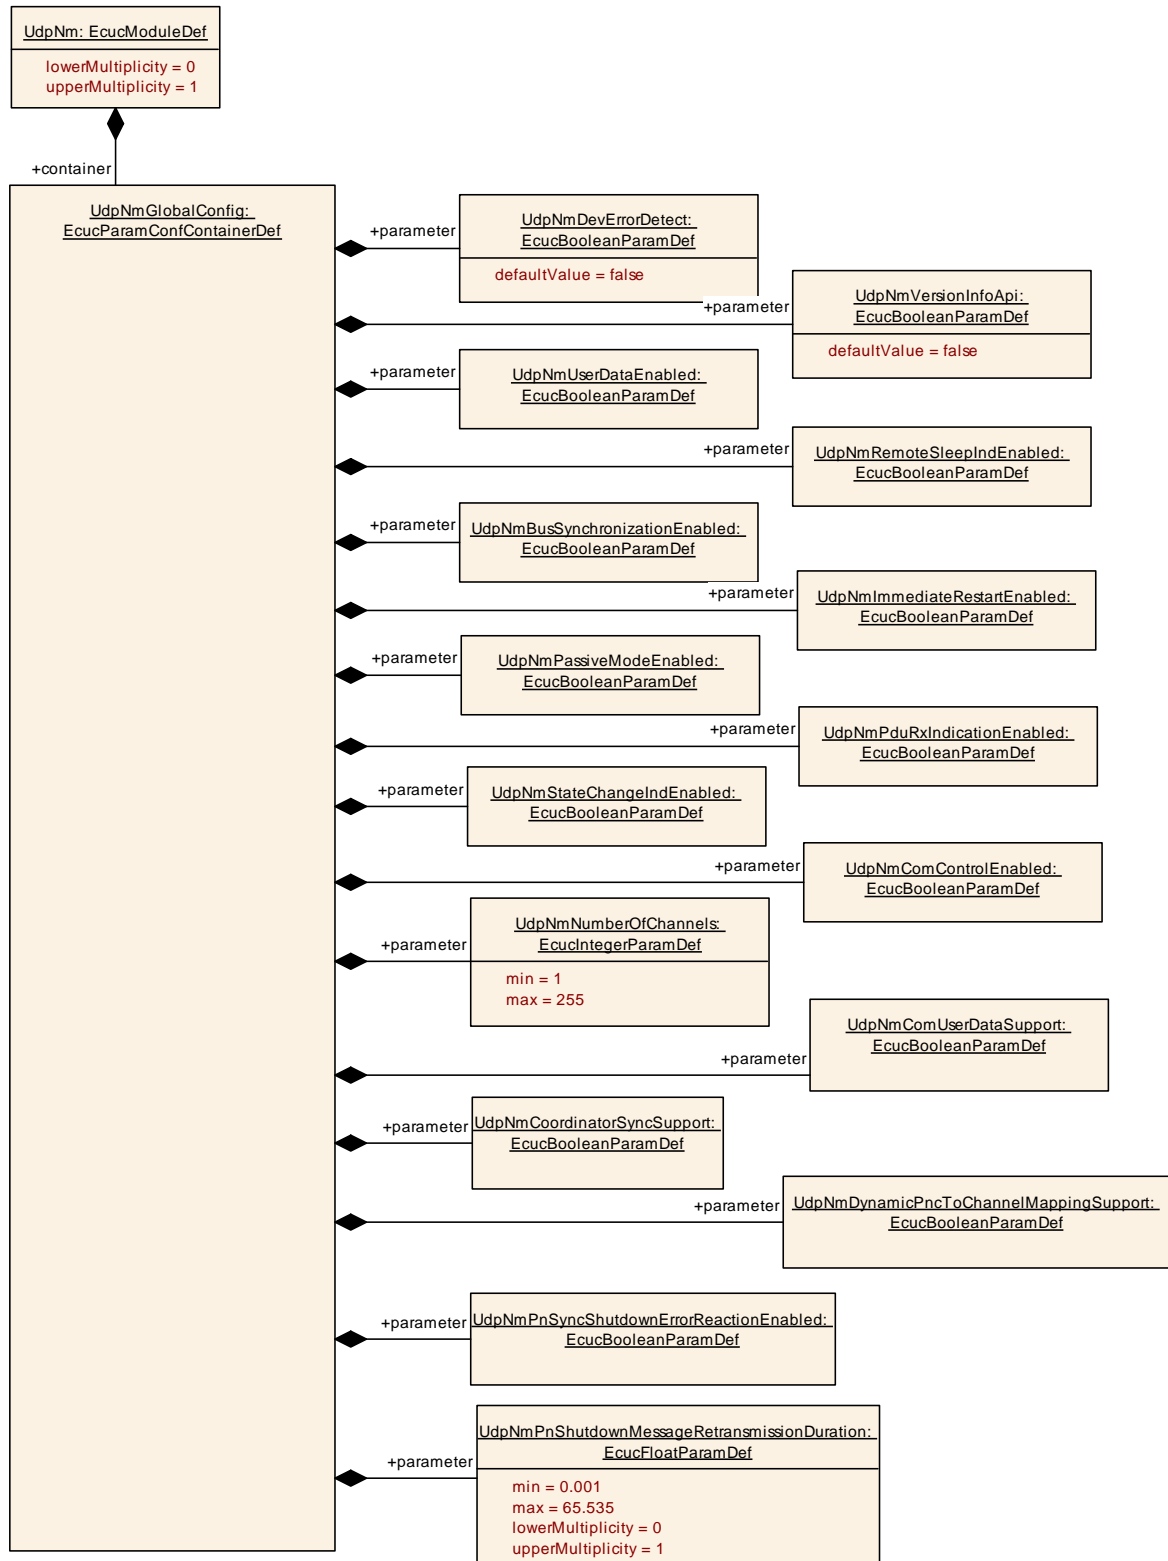 UdpNm: EcucModuleDef
lowerMultiplicity = 0
upperMultiplicity = 1
+container
UdpNmGlobalConfig:
EcucParamConfContainerDef
+parameter
UdpNmDevErrorDetect:
EcucBooleanParamDef
defaultValue = false
+parameter
UdpNmVersionInfoApi:
EcucBooleanParamDef
defaultValue = false
+parameter
UdpNmUserDataEnabled:
EcucBooleanParamDef
+parameter
UdpNmRemoteSleepIndEnabled:
EcucBooleanParamDef
+parameter
UdpNmBusSynchronizationEnabled:
EcucBooleanParamDef
+parameter
UdpNmImmediateRestartEnabled:
EcucBooleanParamDef
+parameter
UdpNmPassiveModeEnabled:
EcucBooleanParamDef
+parameter
UdpNmPduRxIndicationEnabled:
EcucBooleanParamDef
+parameter
UdpNmStateChangeIndEnabled:
EcucBooleanParamDef
+parameter
UdpNmComControlEnabled:
EcucBooleanParamDef
+parameter
UdpNmNumberOfChannels:
EcucIntegerParamDef
min = 1
max = 255
+parameter
UdpNmComUserDataSupport:
EcucBooleanParamDef
+parameter
UdpNmCoordinatorSyncSupport:
EcucBooleanParamDef
+parameter
UdpNmDynamicPncToChannelMappingSupport:
EcucBooleanParamDef
+parameter
UdpNmPnSyncShutdownErrorReactionEnabled:
EcucBooleanParamDef
+parameter
UdpNmPnShutdownMessageRetransmissionDuration:
EcucFloatParamDef
min = 0.001
max = 65.535
lowerMultiplicity = 0
upperMultiplicity = 1